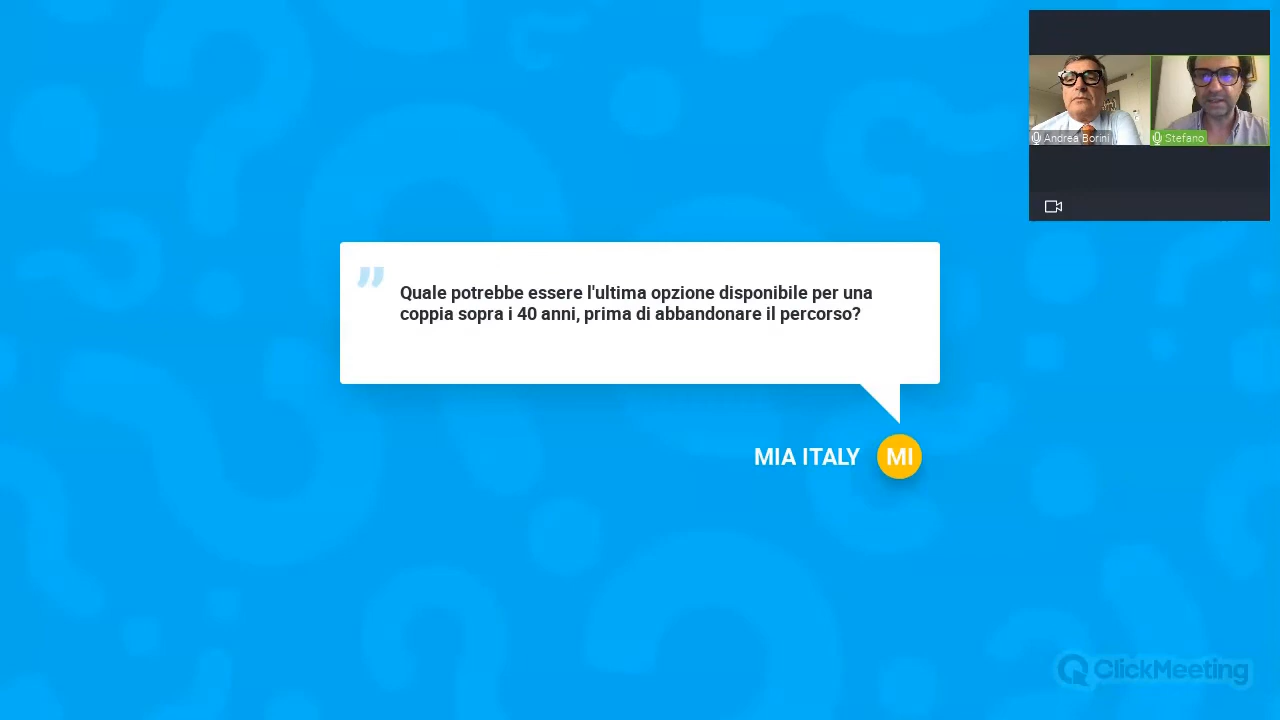 Andrea Borini
Stefano
Quale potrebbe essere l'ultima opzione disponibile per una
coppia sopra i 40 anni, prima di abbandonare il percorso?
MIA ITALY
MI
ClickMeeting